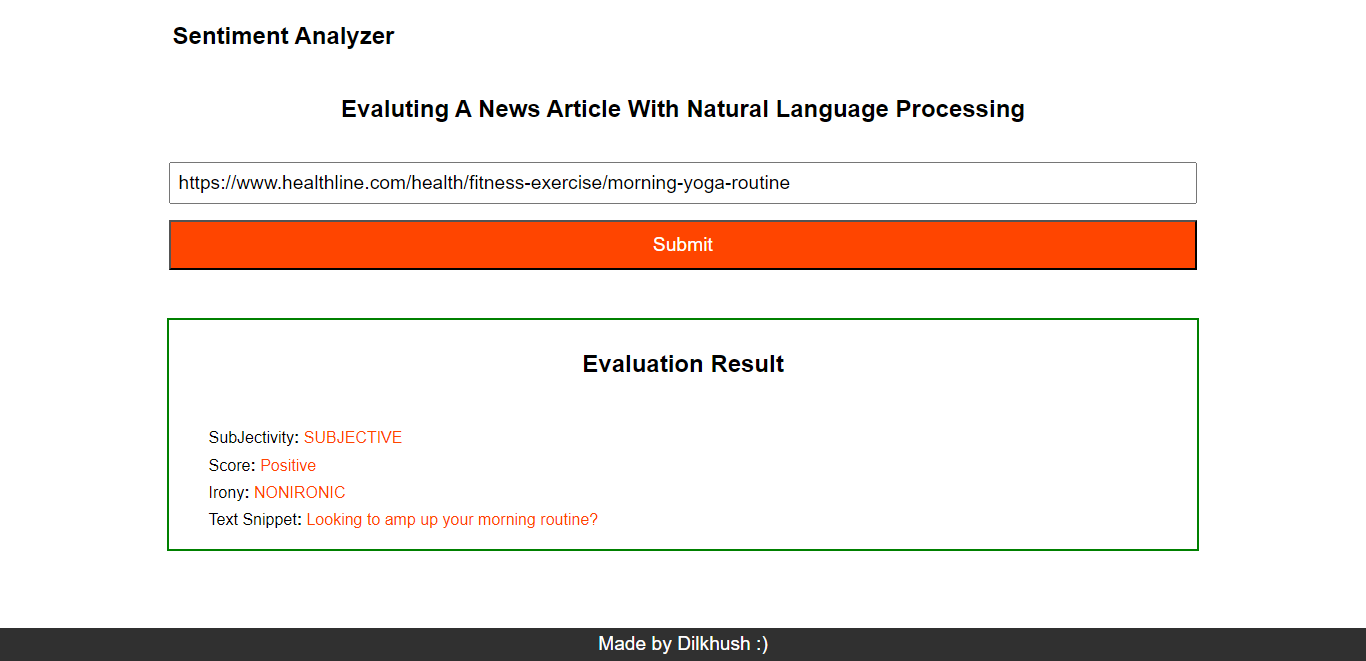 Sentiment Analyzer
Evaluting A News Article With Natural Language Processing
https://www.healthline.com/health/fitness-exercise/morning-yoga-routine
Submit
Evaluation Result
SubJectivity: SUBJECTIVE
Score: Positive
Irony: NONIRONIC
Text Snippet: Looking to amp up your morning routine?
Made by Dilkhush :)